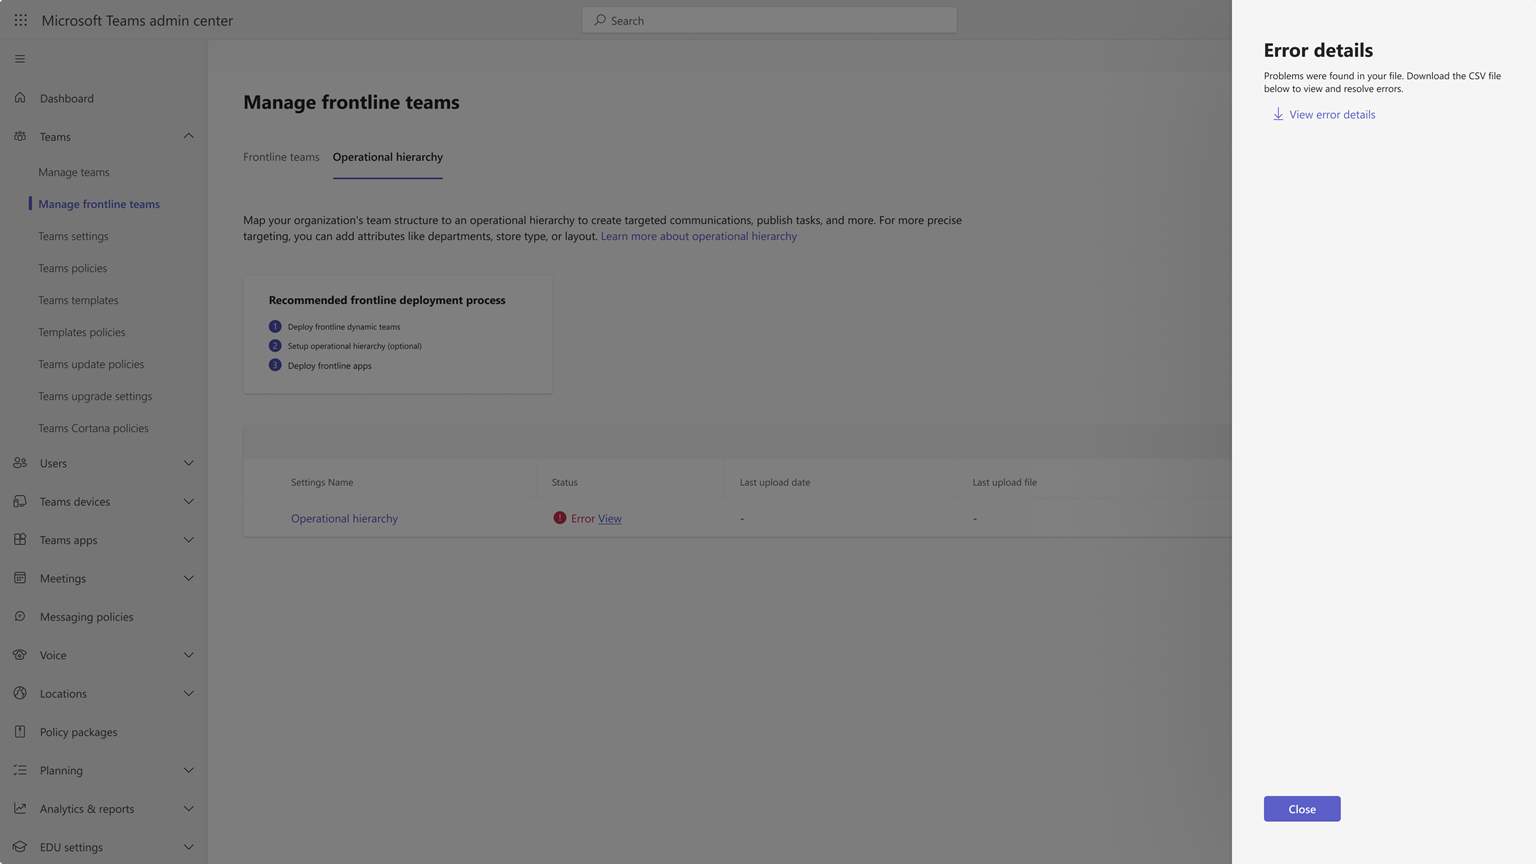 Microsoft Teams admin center
Search
Dashboard
Teams
Manage teams
Manage frontline teams
Teams settings
Teams policies
Teams templates
Templates policies
Teams update policies
Teams upgrade settings
Teams Cortana policies
Users
Teams devices
Teams apps
Meetings
Messaging policies
Voice
Locations
Policy packages
Planning
Analytics & reports
EDU settings
Manage frontline teams
Frontline teams Operational hierarchy
Map your organization's team structure to an operational hierarchy to create targeted communications, publish tasks, and more. For more precise
targeting, you can add attributes like departments, store type, or layout. Learn more about operational hierarchy
Recommended frontline deployment process
1 Deploy frontline dynamic teams
2 Setup operational hierarchy (optional)
3 Deploy frontline apps
Settings Name Status Last upload date Last upload file
Operational hierarchy Error View - -
Error details
Problems were found in your file. Download the CSV file
below to view and resolve errors.
View error details
Close